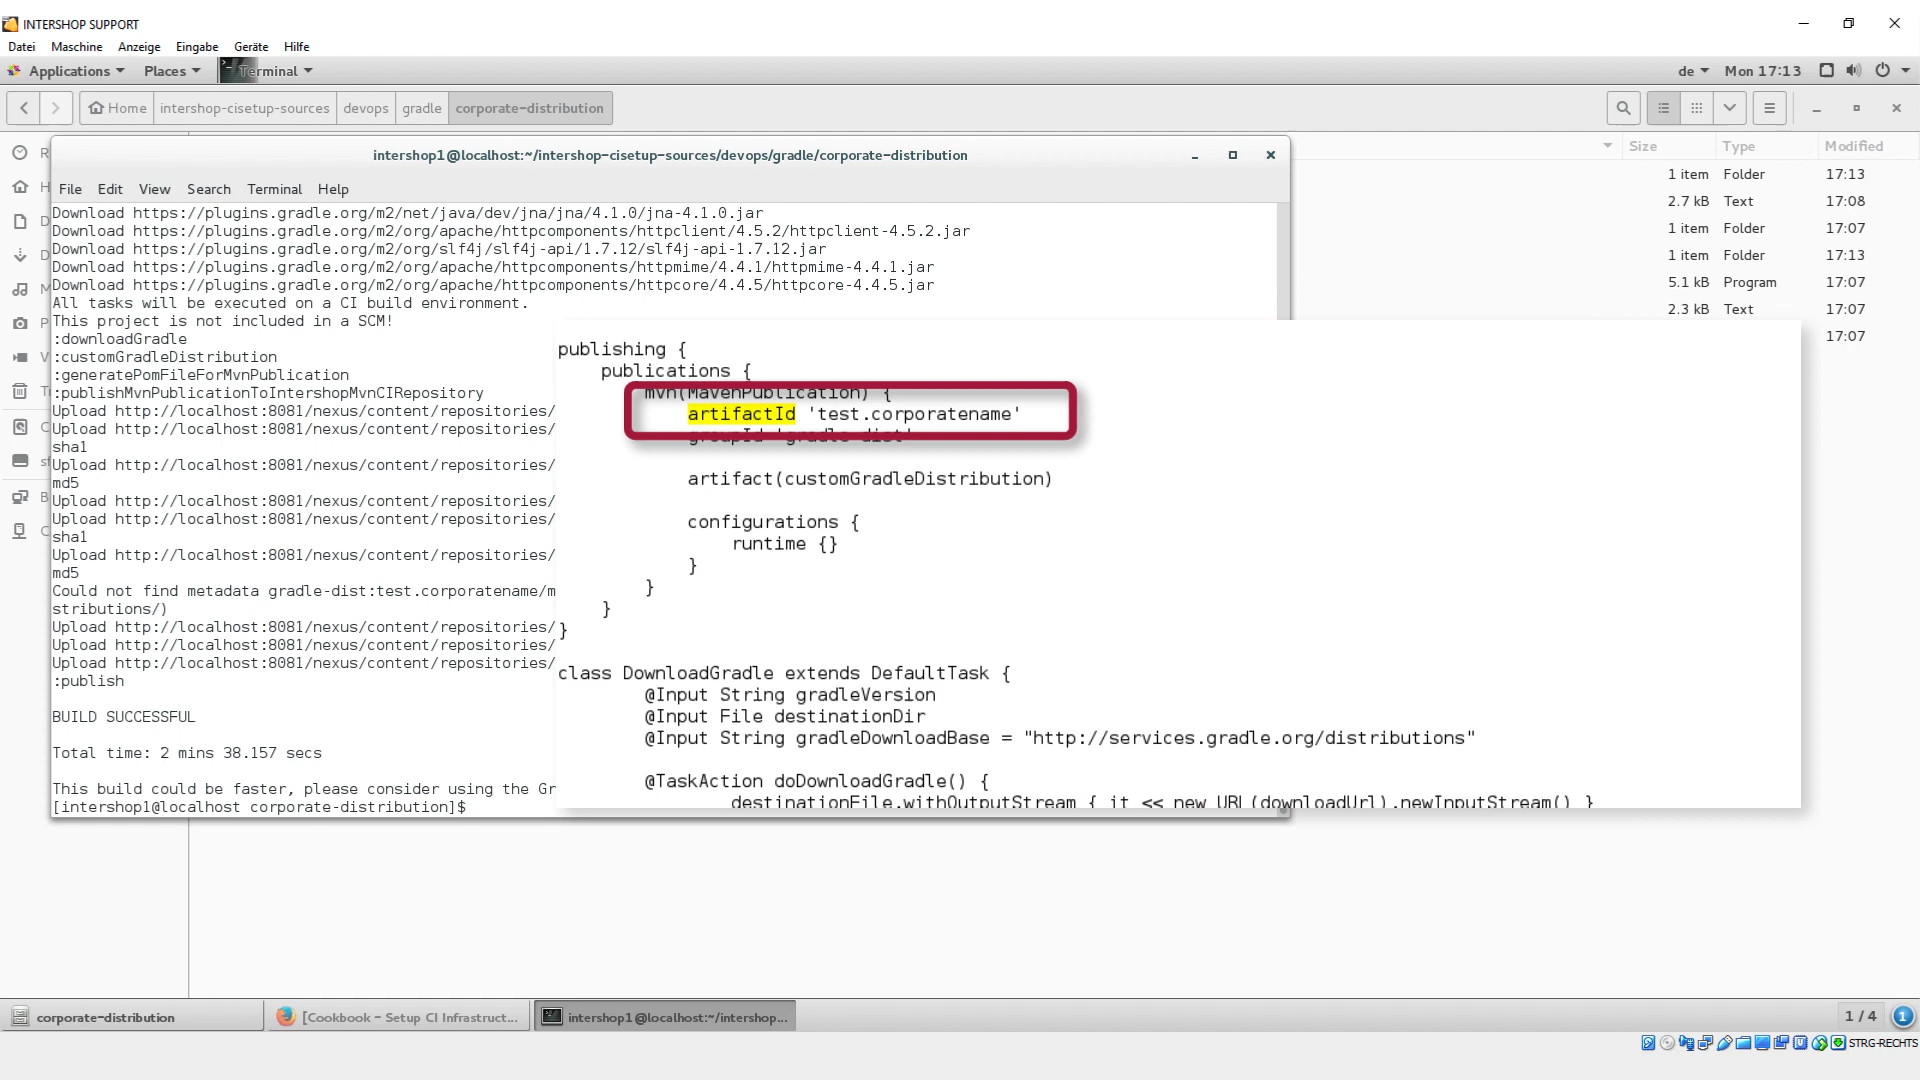 INTERSHOP SUPPORT
Datei Maschine Anzeige Eingabe Geräte Hilfe
Applications Places Terminal de Mon 17:13
Home intershop-cisetup-sources devops gradle corporate-distribution
Size Type Modified
intershop1@localhost:~/intershop-cisetup-sources/devops/gradle/corporate-distribution
File Edit View Search Terminal Help
1 item Folder 17:13
2.7 kB Text 17:08
1 item Folder 17:07
1 item Folder 17:13
5.1 kB Program 17:07
2.3 kB Text 17:07
17:07
Download https://plugins.gradle.org/m2/net/java/dev/jna/jna/4.1.0/jna-4.1.0.jar
Download https://plugins.gradle.org/m2/org/apache/httpcomponents/httpclient/4.5.2/httpclient-4.5.2.jar
Download https://plugins.gradle.org/m2/org/slf4j/slf4j-api/1.7.12/slf4j-api-1.7.12.jar
Download https://plugins.gradle.org/m2/org/apache/httpcomponents/httpmime/4.4.1/httpmime-4.4.1.jar
Download https://plugins.gradle.org/m2/org/apache/httpcomponents/httpcore/4.4.5/httpcore-4.4.5.jar
All tasks will be executed on a CI build environment.
This project is not included in a SCM!
:downloadGradle
:customGradleDistribution
:generatePomFileForMvnPublication
:publishMvnPublicationToIntershopMvnCIRepository
Upload http://localhost:8081/nexus/content/repositories/
Upload http://localhost:8081/nexus/content/repositories/
sha1
Upload http://localhost:8081/nexus/content/repositories/
md5
Upload http://localhost:8081/nexus/content/repositories/
Upload http://localhost:8081/nexus/content/repositories/
sha1
Upload http://localhost:8081/nexus/content/repositories/
md5
Could not find metadata gradle-dist:test.corporatename/m
stributions/)
Upload http://localhost:8081/nexus/content/repositories/
Upload http://localhost:8081/nexus/content/repositories/
Upload http://localhost:8081/nexus/content/repositories/
:publish
BUILD SUCCESSFUL
Total time: 2 mins 38.157 secs
This build could be faster, please consider using the Gr
[intershop1@localhost corporate-distribution]$
publishing {
publications {
mvn(MavenPublication) {
artifactId 'test.corporatename'
groupId 'gradle-dist'
artifact(customGradleDistribution)
configurations {
runtime {}
}
}
}
}
class DownloadGradle extends DefaultTask {
@Input String gradleVersion
@Input File destinationDir
@Input String gradleDownloadBase = "http://services.gradle.org/distributions"
@TaskAction doDownloadGradle() {
destinationFile.withOutputStream { it << new URL(downloadUrl).newInputStream() }
corporate-distribution [Cookbook - Setup CI Infrastruct... intershop1@localhost:~/intershop... 1 / 4 1
STRG-RECHTS